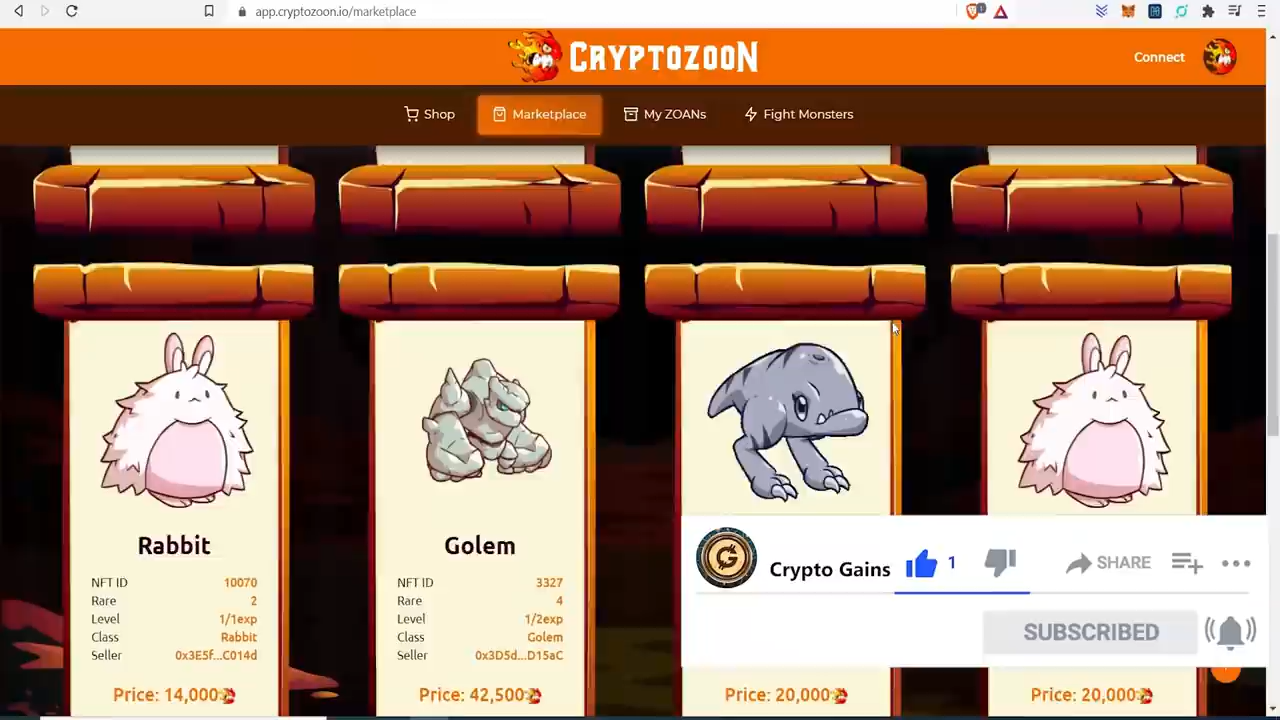 app.cryptozoon.io/marketplace
CRYPTOZOON
Connect
Shop
Marketplace
My ZOANs
Fight Monsters
Rabbit
NFT ID 10070
Rare 2
Level 1/1exp
Class Rabbit
Seller 0x3E5f...C014d
Price: 14,000
Golem
NFT ID 3327
Rare 4
Level 1/2exp
Class Golem
Seller 0x3D5d...D15aC
Price: 42,500
Price: 20,000
Price: 20,000
Crypto Gains
1
SHARE
SUBSCRIBED